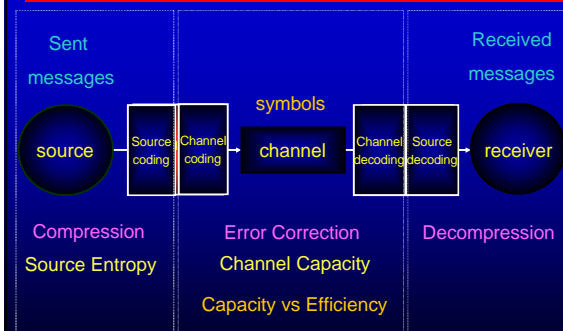 Sent
messages
Received
messages
symbols
source
Source
coding
Channel
coding
channel
Channel
decoding
Source
decoding
receiver
Compression
Source Entropy
Error Correction
Channel Capacity
Decompression
Capacity vs Efficiency